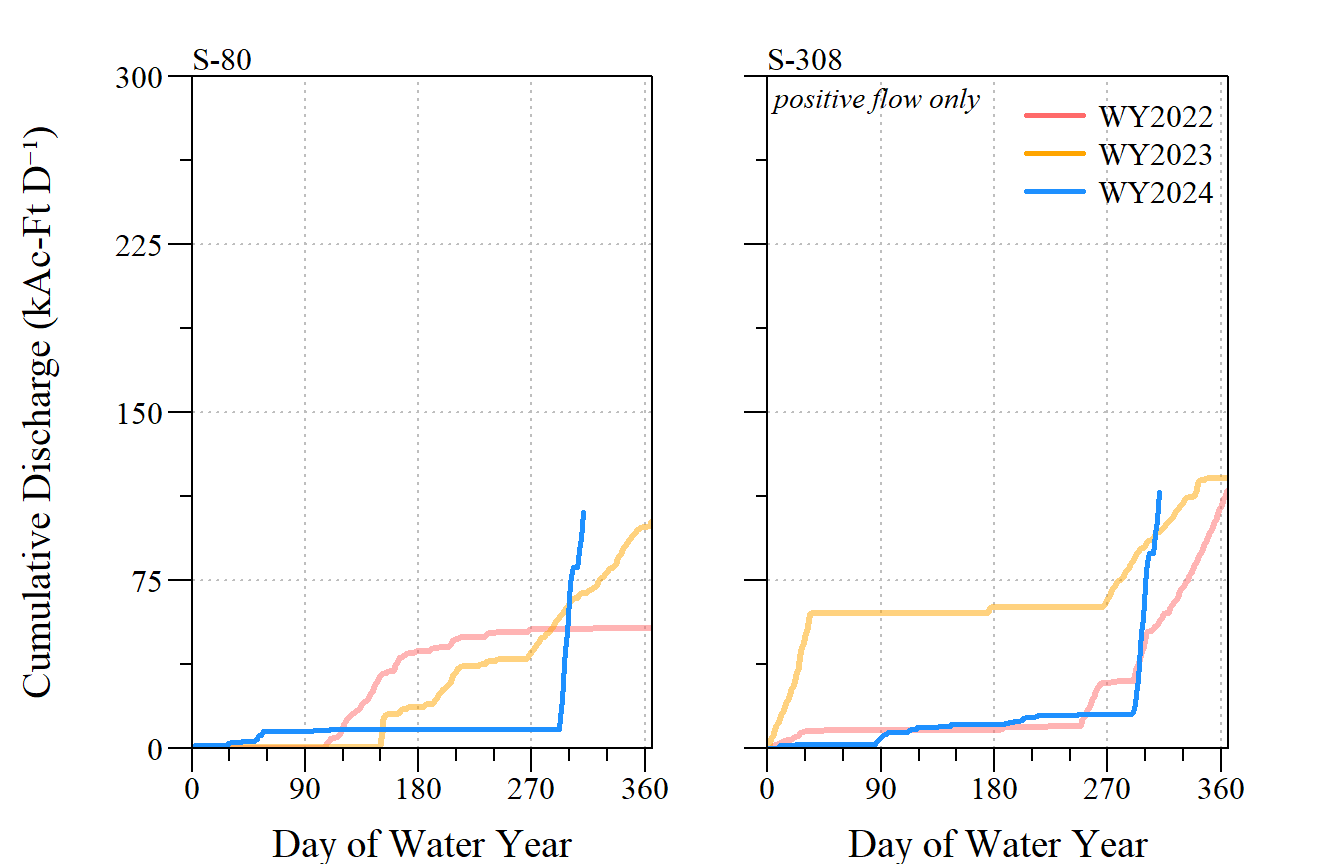 S-80
300
225
150
75
0
0 90 180 270 360
Day of Water Year
Cumulative Discharge (kAc-Ft D⁻¹)
S-308
positive flow only
WY2022
WY2023
WY2024
0 90 180 270 360
Day of Water Year